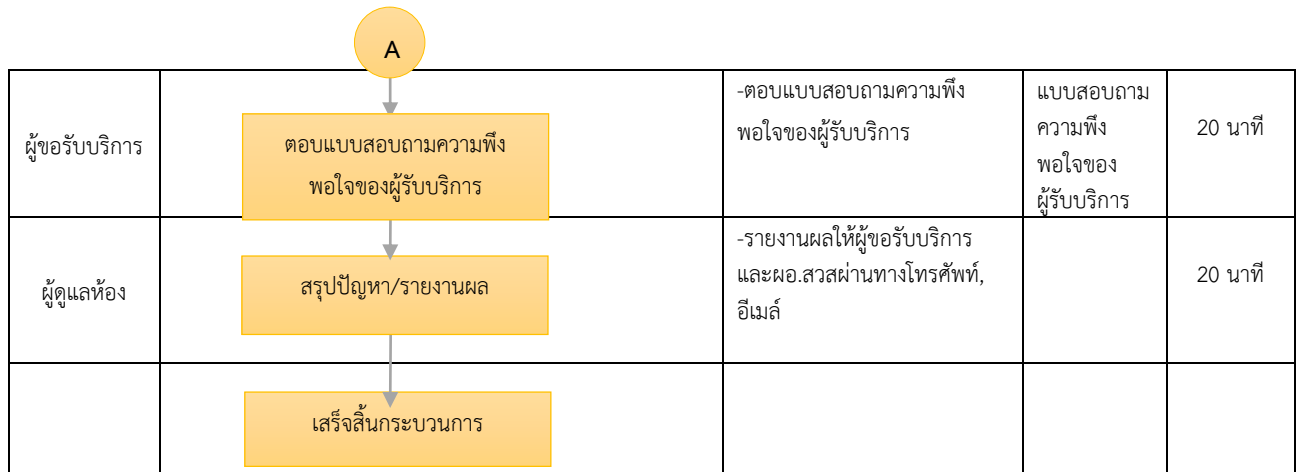 A
ผู้ขอรับบริการ
ตอบแบบสอบถามความพึง
พอใจของผู้รับบริการ
-ตอบแบบสอบถามความพึง
พอใจของผู้รับบริการ
แบบสอบถาม
ความพึง
พอใจของ
ผู้รับบริการ
20 นาที
ผู้ดูแลห้อง
สรุปปัญหา/รายงานผล
-รายงานผลให้ผู้ขอรับบริการ
และผอ.สวสผ่านทางโทรศัพท์,
อีเมล์
20 นาที
เสร็จสิ้นกระบวนการ